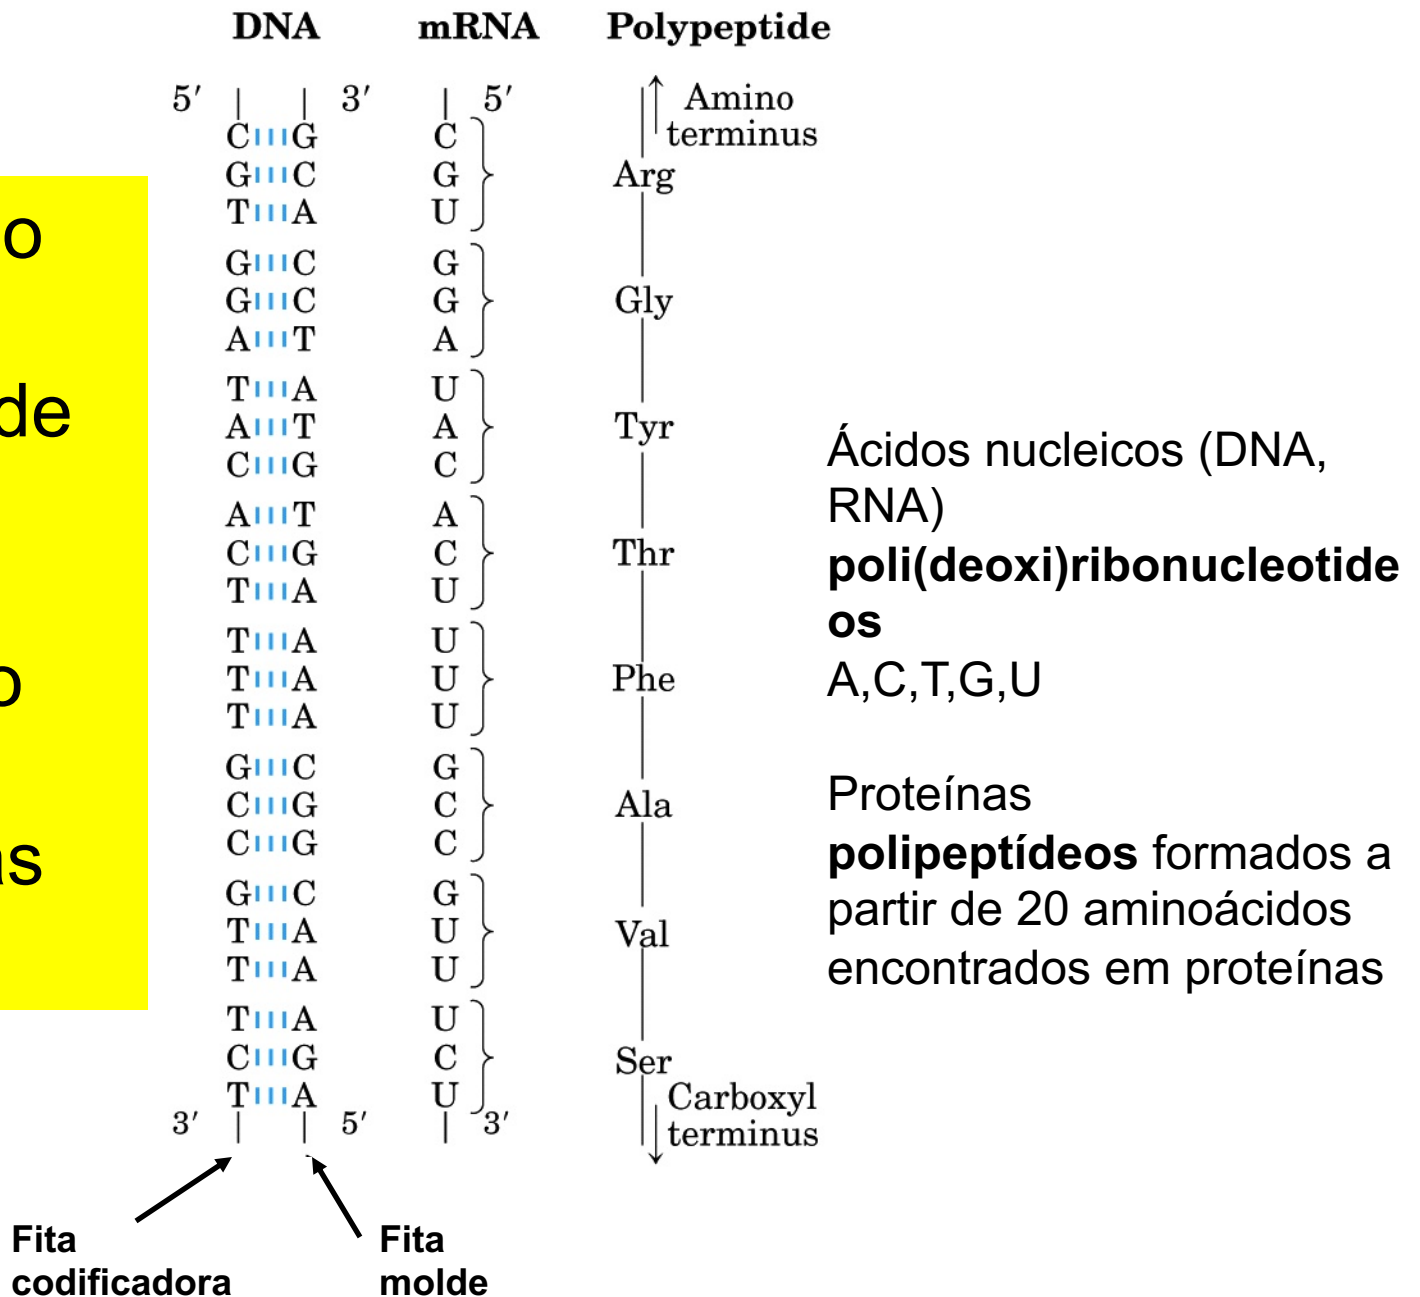 DNA mRNA Polypeptide
5′ 3′ 5′ Amino
C G C terminus
G C G Arg
T A U
G C G
G C G Gly
A T A
T A U
A T A Tyr
C G C
A T A
C G C Thr
T A U
T A U
T A U Phe
T A U
G C G
C G C Ala
C G C
G C G
T A U Val
T A U
T A U
C G C Ser
T A U Carboxyl
3′ 5′ 3′ terminus
Fita
codificadora
Fita
molde
o
de
o
as
Ácidos nucleicos (DNA,
RNA)
poli(deoxi)ribonucleotide
os
A,C,T,G,U
Proteínas
polipeptídeos formados a
partir de 20 aminoácidos
encontrados em proteínas